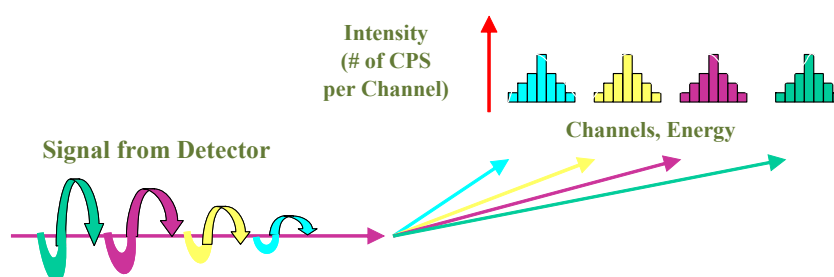 Intensity
(# of CPS
per Channel)
Channels, Energy
Signal from Detector